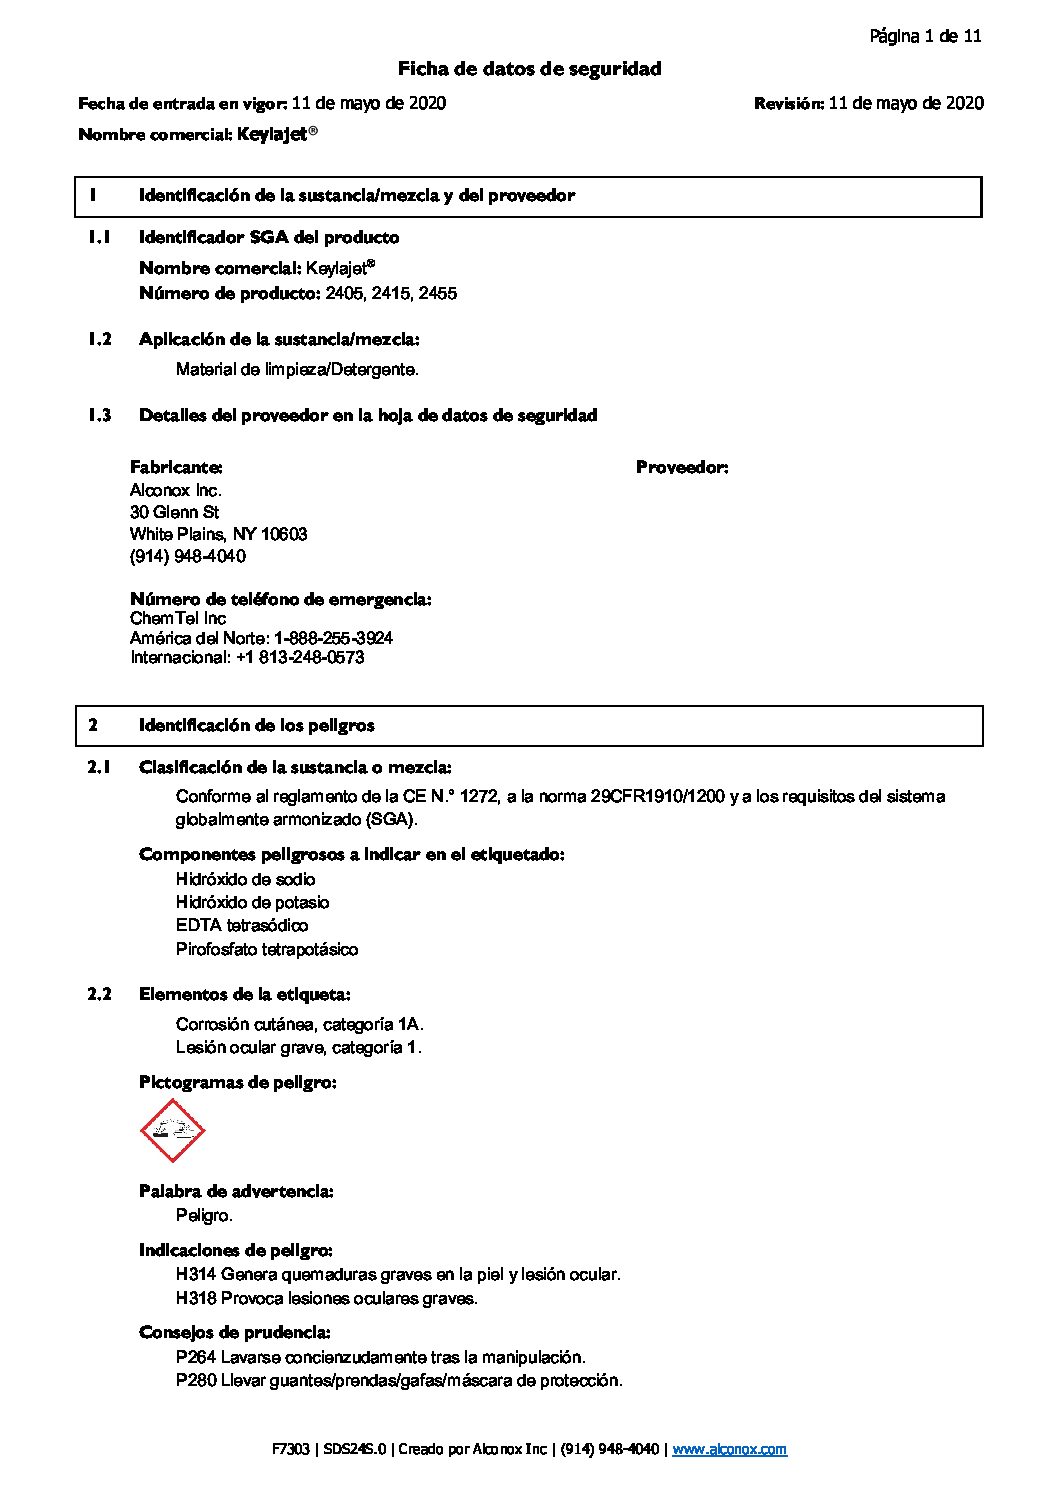 Página 1 de 11
Ficha de datos de seguridad
Fecha de entrada en vigor: 11 de mayo de 2020 Revisión: 11 de mayo de 2020
Nombre comercial: Keylajet®
1 Identificación de la sustancia/mezcla y del proveedor
1.1 Identificador SGA del producto
Nombre comercial: Keylajet®
Número de producto: 2405, 2415, 2455
1.2 Aplicación de la sustancia/mezcla:
Material de limpieza/Detergente.
1.3 Detalles del proveedor en la hoja de datos de seguridad
Fabricante: Proveedor:
Alconox Inc.
30 Glenn St
White Plains, NY 10603
(914) 948-4040
Número de teléfono de emergencia:
ChemTel Inc
América del Norte: 1-888-255-3924
Internacional: +1 813-248-0573
2 Identificación de los peligros
2.1 Clasificación de la sustancia o mezcla:
Conforme al reglamento de la CE N.° 1272, a la norma 29CFR1910/1200 y a los requisitos del sistema
globalmente armonizado (SGA).
Componentes peligrosos a indicar en el etiquetado:
Hidróxido de sodio
Hidróxido de potasio
EDTA tetrasódico
Pirofosfato tetrapotásico
2.2 Elementos de la etiqueta:
Corrosión cutánea, categoría 1A.
Lesión ocular grave, categoría 1.
Pictogramas de peligro:
Palabra de advertencia:
Peligro.
Indicaciones de peligro:
H314 Genera quemaduras graves en la piel y lesión ocular.
H318 Provoca lesiones oculares graves.
Consejos de prudencia:
P264 Lavarse concienzudamente tras la manipulación.
P280 Llevar guantes/prendas/gafas/máscara de protección.
F7303 | SDS24S.0 | Creado por Alconox Inc | (914) 948-4040 | www.alconox.com